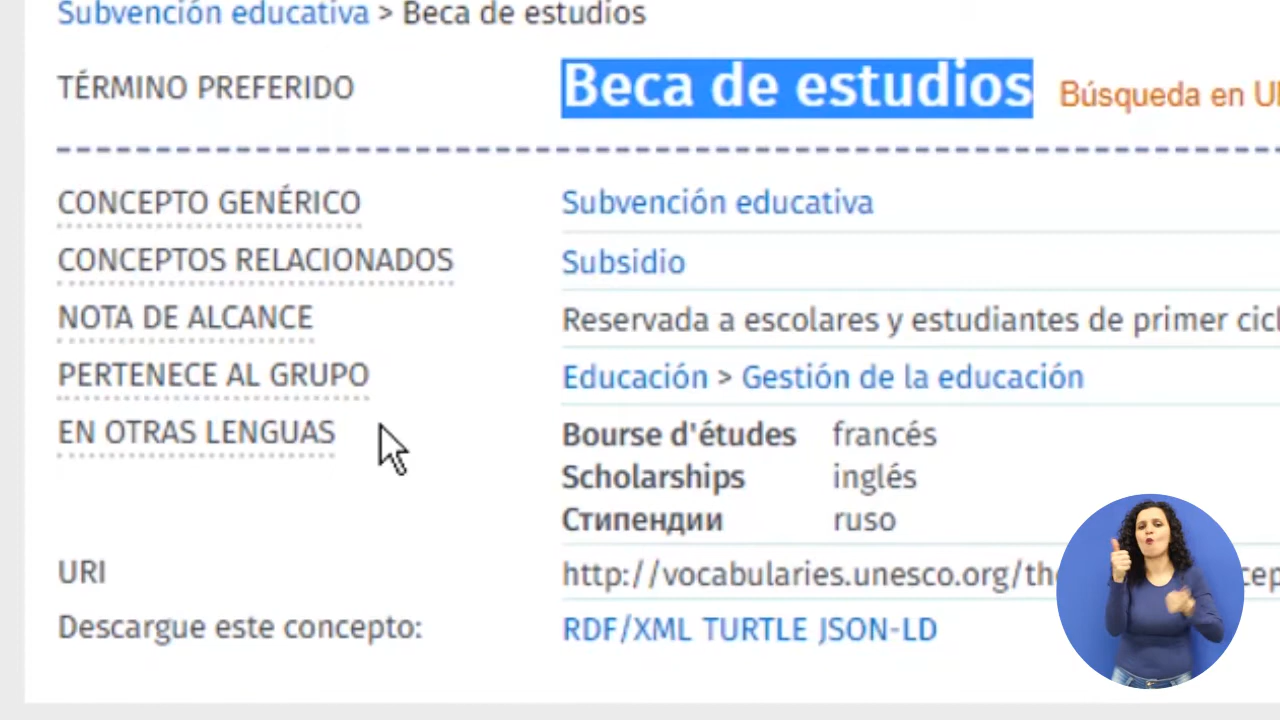 Subvención educativa > Beca de estudios
TÉRMINO PREFERIDO Beca de estudios Búsqueda en
CONCEPTO GENÉRICO Subvención educativa
CONCEPTOS RELACIONADOS Subsidio
NOTA DE ALCANCE Reservada a escolares y estudiantes de primer
PERTENECE AL GRUPO Educación > Gestión de la educación
EN OTRAS LENGUAS Bourse d'études francés
Scholarships inglés
Стипендии ruso
URI http://vocabularies.unesco.org/
Descargue este concepto: RDF/XML TURTLE JSON-LD